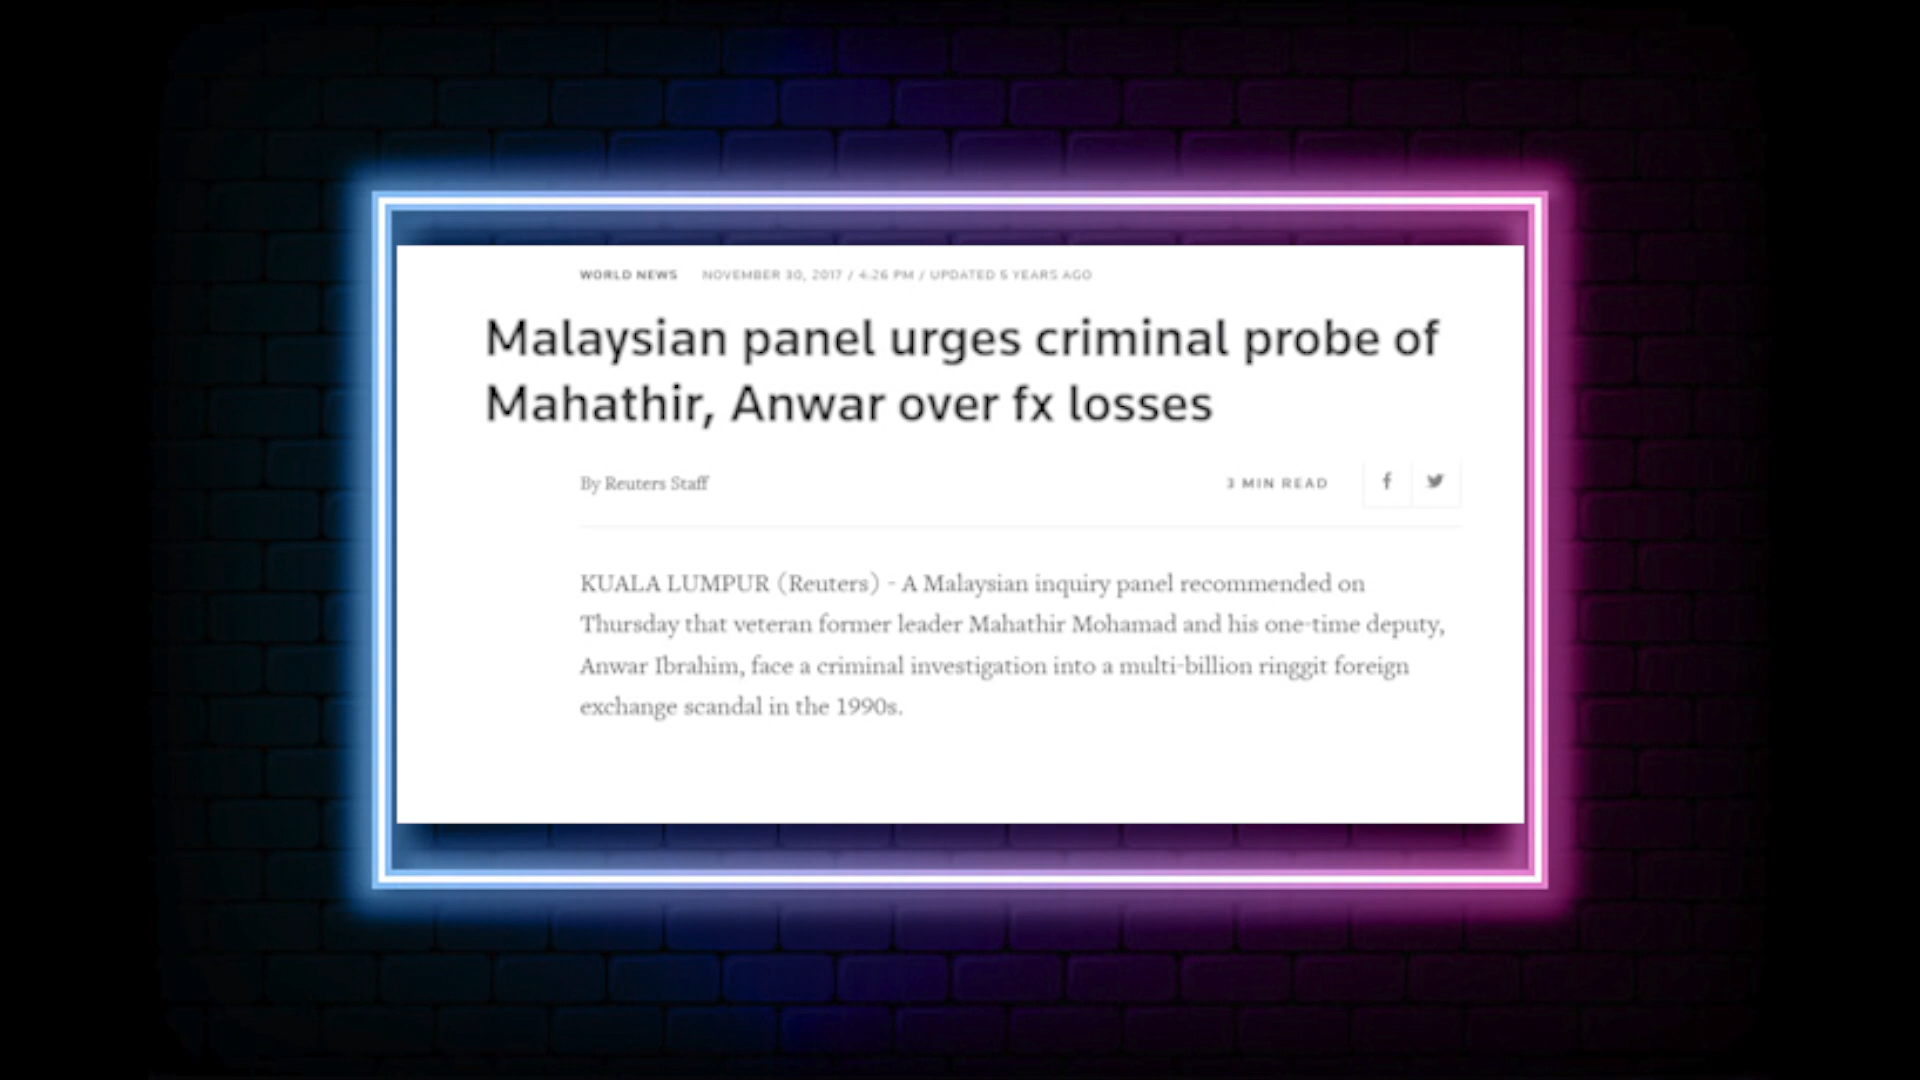 WORLD NEWS NOVEMBER 30, 2017 / 4:26 PM / UPDATED 5 YEARS AGO
Malaysian panel urges criminal probe of
Mahathir, Anwar over fx losses
By Reuters Staff 3 MIN READ
KUALA LUMPUR (Reuters) - A Malaysian inquiry panel recommended on
Thursday that veteran former leader Mahathir Mohamad and his one-time deputy,
Anwar Ibrahim, face a criminal investigation into a multi-billion ringgit foreign
exchange scandal in the 1990s.